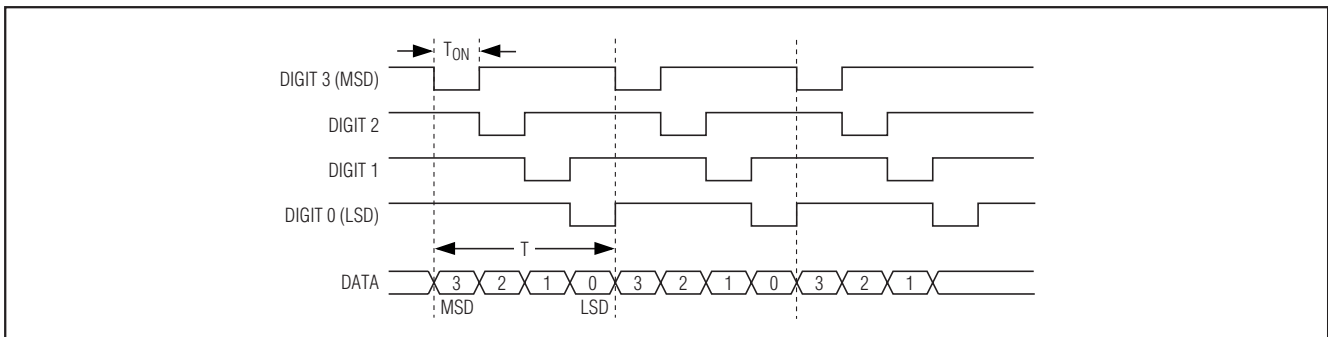 T_ON
DIGIT 3 (MSD)
DIGIT 2
DIGIT 1
DIGIT 0 (LSD)
T
DATA 3 2 1 0 3 2 1 0 3 2 1
MSD LSD